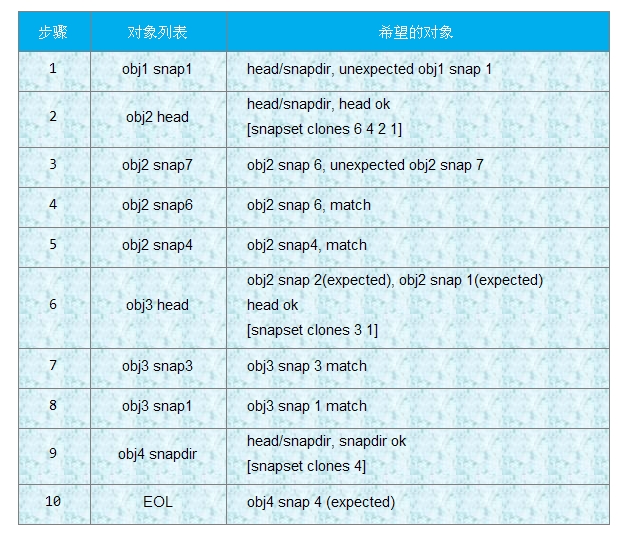 步骤 对象列表 希望的对象
1 obj1 snap1 head/snapdir, unexpected obj1 snap 1
2 obj2 head head/snapdir, head ok
[snapset clones 6 4 2 1]
3 obj2 snap7 obj2 snap 6, unexpected obj2 snap 7
4 obj2 snap6 obj2 snap 6, match
5 obj2 snap4 obj2 snap4, match
6 obj3 head obj2 snap 2(expected), obj2 snap 1(expected)
head ok
[snapset clones 3 1]
7 obj3 snap3 obj3 snap 3 match
8 obj3 snap1 obj3 snap 1 match
9 obj4 snapdir head/snapdir, snapdir ok
[snapset clones 4]
10 EOL obj4 snap 4 (expected)